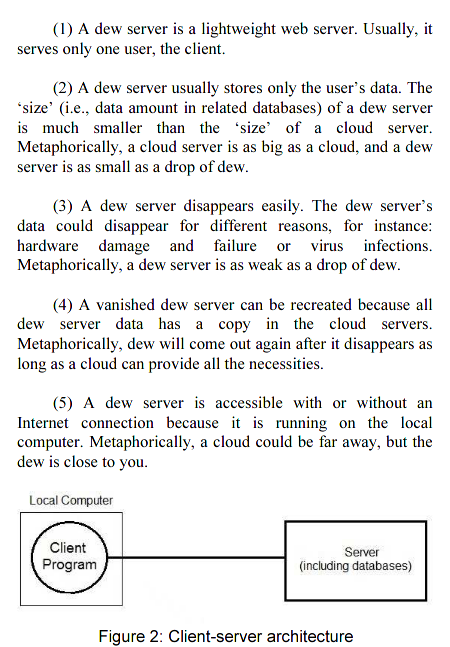 (1) A dew server is a lightweight web server. Usually, it
serves only one user, the client.
(2) A dew server usually stores only the user’s data. The
‘size’ (i.e., data amount in related databases) of a dew server
is much smaller than the ‘size’ of a cloud server.
Metaphorically, a cloud server is as big as a cloud, and a dew
server is as small as a drop of dew.
(3) A dew server disappears easily. The dew server’s
data could disappear for different reasons, for instance:
hardware damage and failure or virus infections.
Metaphorically, a dew server is as weak as a drop of dew.
(4) A vanished dew server can be recreated because all
dew server data has a copy in the cloud servers.
Metaphorically, dew will come out again after it disappears as
long as a cloud can provide all the necessities.
(5) A dew server is accessible with or without an
Internet connection because it is running on the local
computer. Metaphorically, a cloud could be far away, but the
dew is close to you.
Local Computer
Client
Program
Server
(including databases)
Figure 2: Client-server architecture